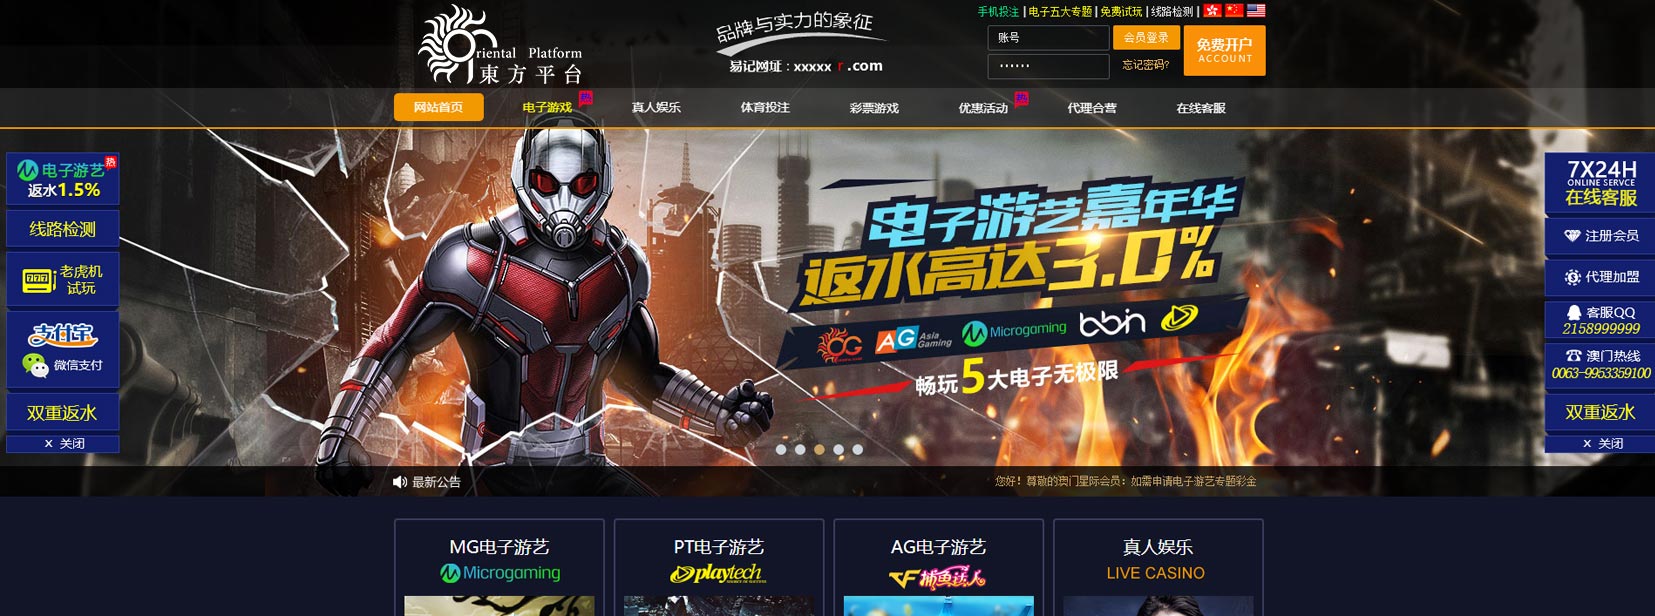 手机投注 | 电子五大专题 | 免费试玩 | 线路检测 |
riental Platform
東方平台
品牌与实力的象征
易记网址：xxxxx r .com
账号
会员登录
忘记密码?
免费开户
ACCOUNT
网站首页 电子游戏 热 真人娱乐 体育投注 彩票游戏 优惠活动 热 代理合营 在线客服
电子游艺 热
返水1.5%
线路检测
777
老虎机
试玩
支付宝
微信支付
双重返水
x 关闭
电子游艺嘉年华
返水高达3.0%
OG AG Asia Gaming Microgaming bbin
畅玩5大电子无极限
7X24H
ONLINE SERVCE
在线客服
注册会员
代理加盟
客服QQ
2158999999
澳门热线
0063-9953359100
双重返水
x 关闭
最新公告
您好！尊敬的澳门星际会员：如需申请电子游艺专题彩金
MG电子游艺
Microgaming
PT电子游艺
playtech
AG电子游艺
捕鱼达人
真人娱乐
LIVE CASINO